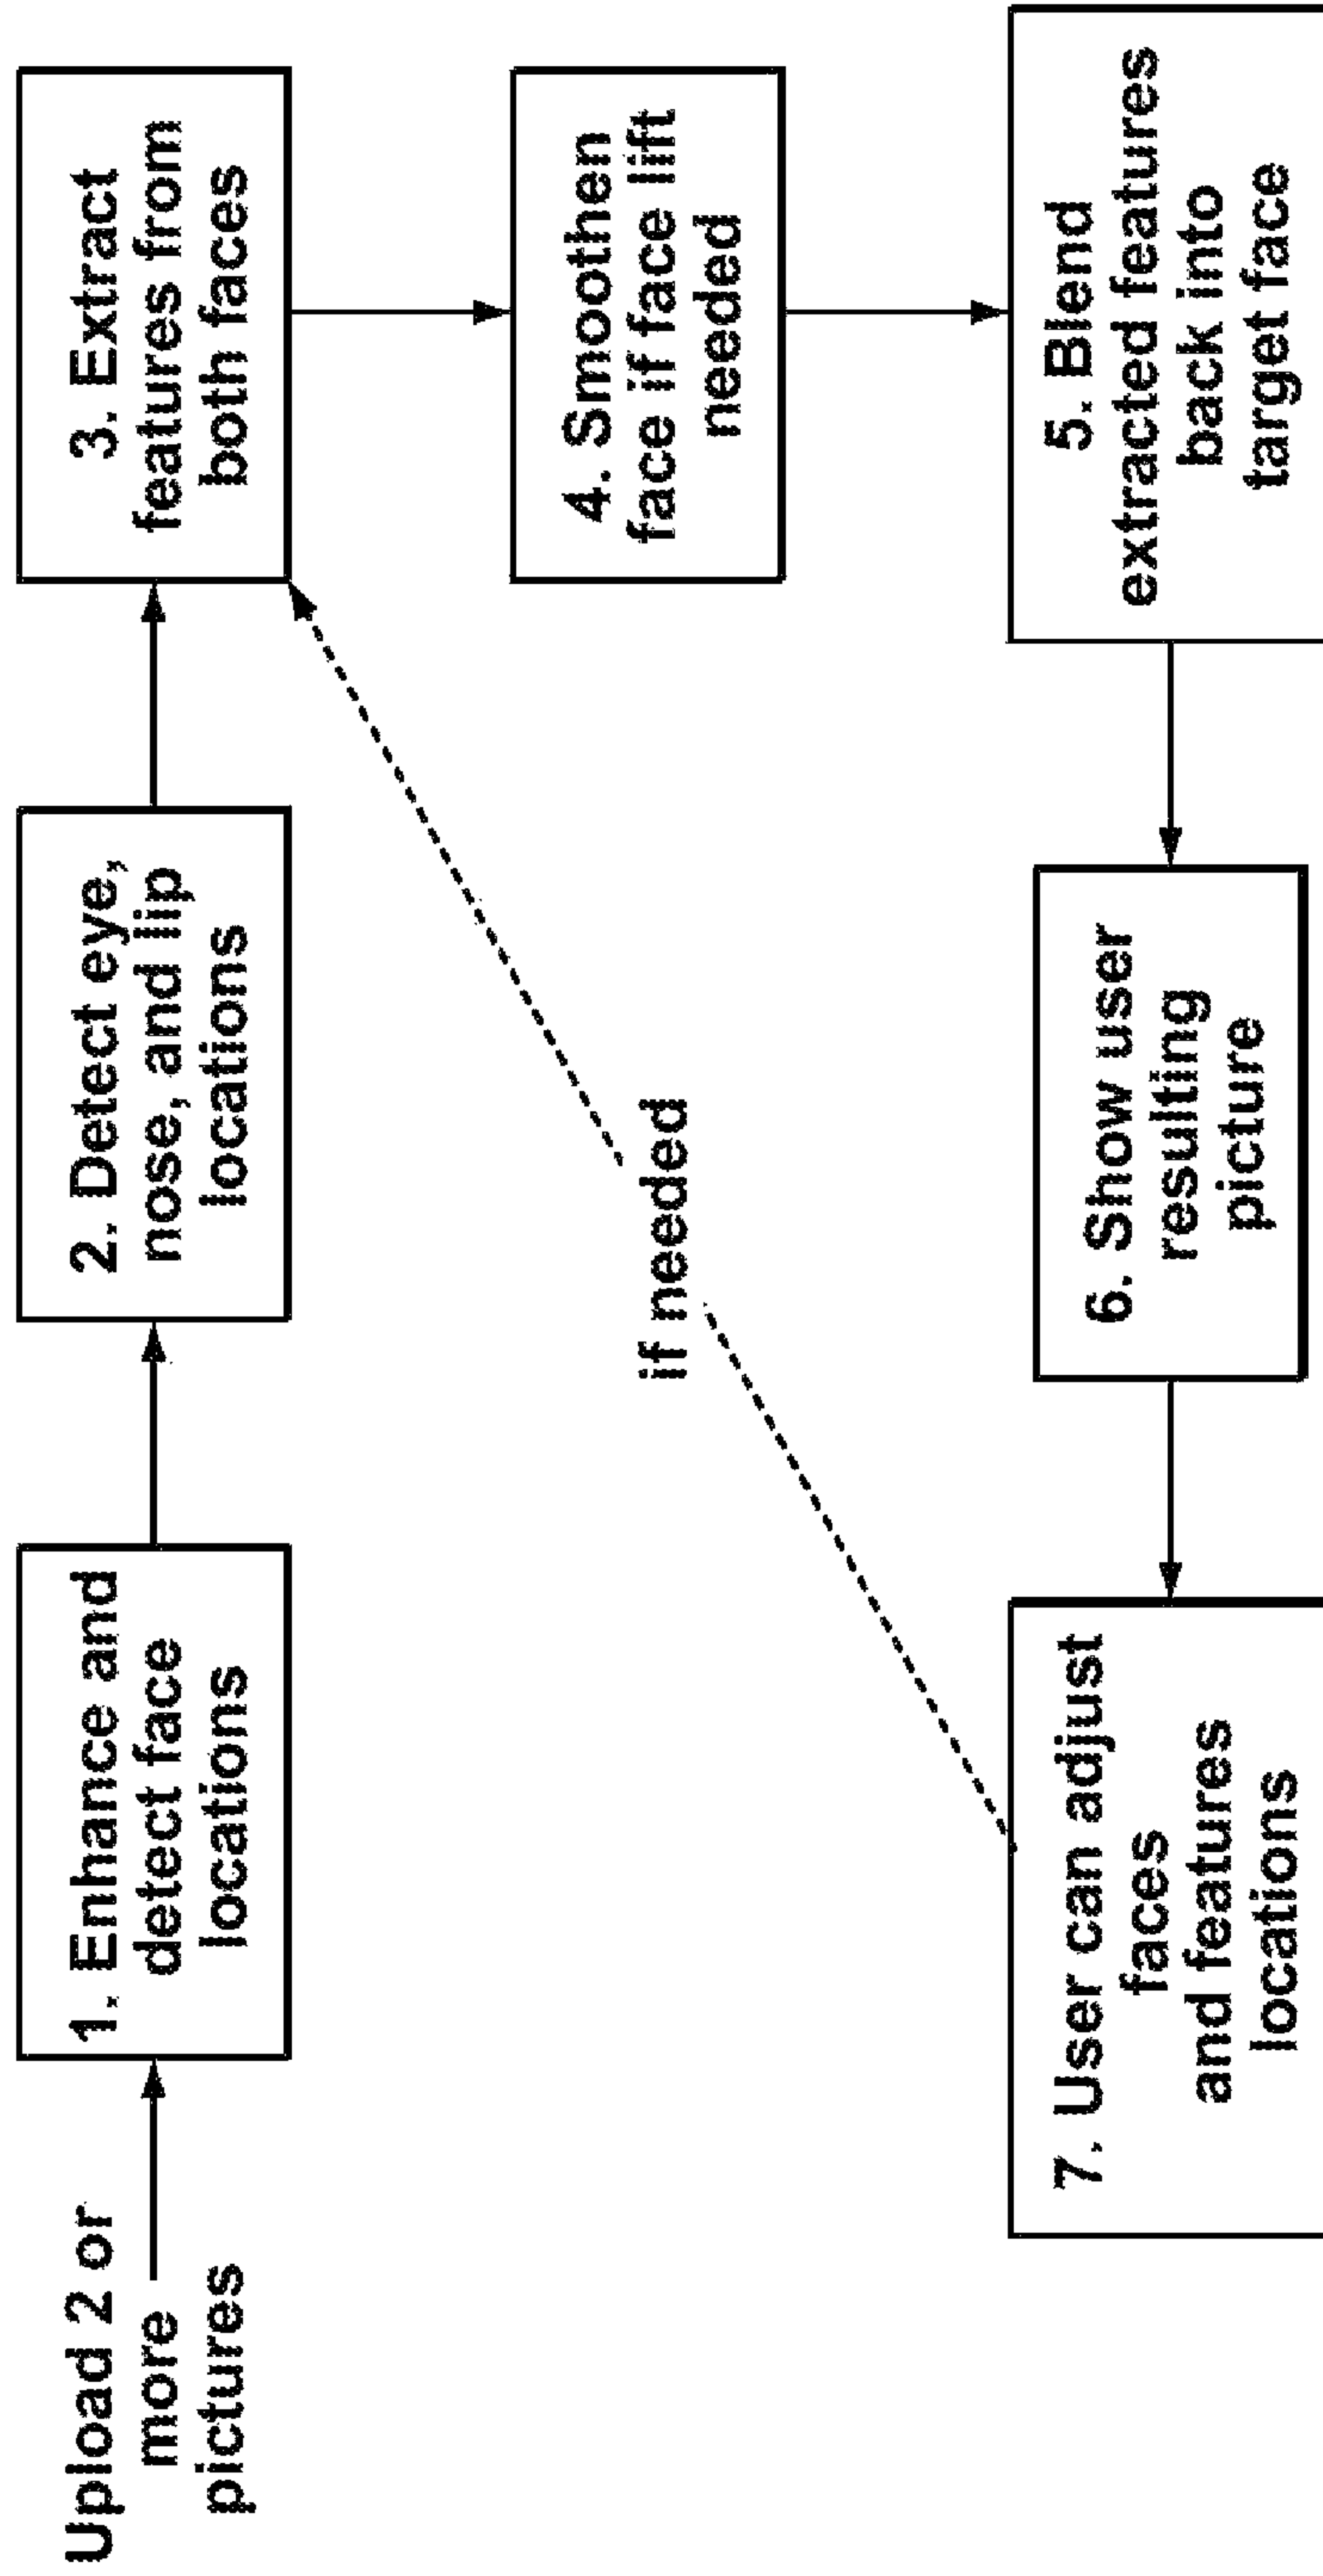 Upload 2 or
more
pictures
1. Enhance and
detect face
locations
2. Detect eye,
nose, and lip
locations
3. Extract
features from
both faces
4. Smoothen
face if face lift
needed
5. Blend
extracted features
back into
target face
6. Show user
resulting
picture
7. User can adjust
faces
and features
locations
if needed